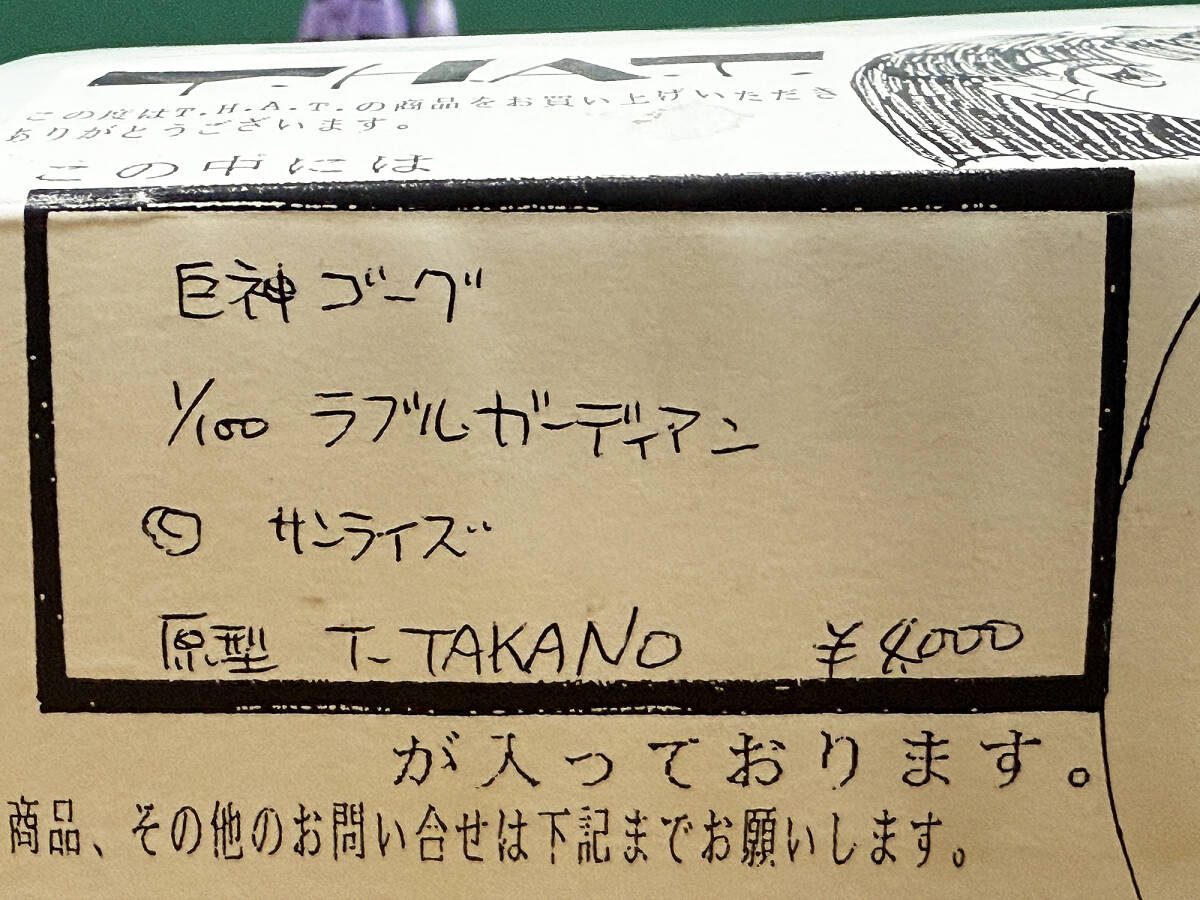 T.H.A.T.
この度はT.H.A.T.の商品をお買い上げいただき
ありがとうございます。
この中には
巨神ゴーグ
1/100 ラブルガーディアン
© サンライズ
原型 T-TAKANO ¥4,000
が入っております。
商品、その他のお問い合せは下記までお願いします。